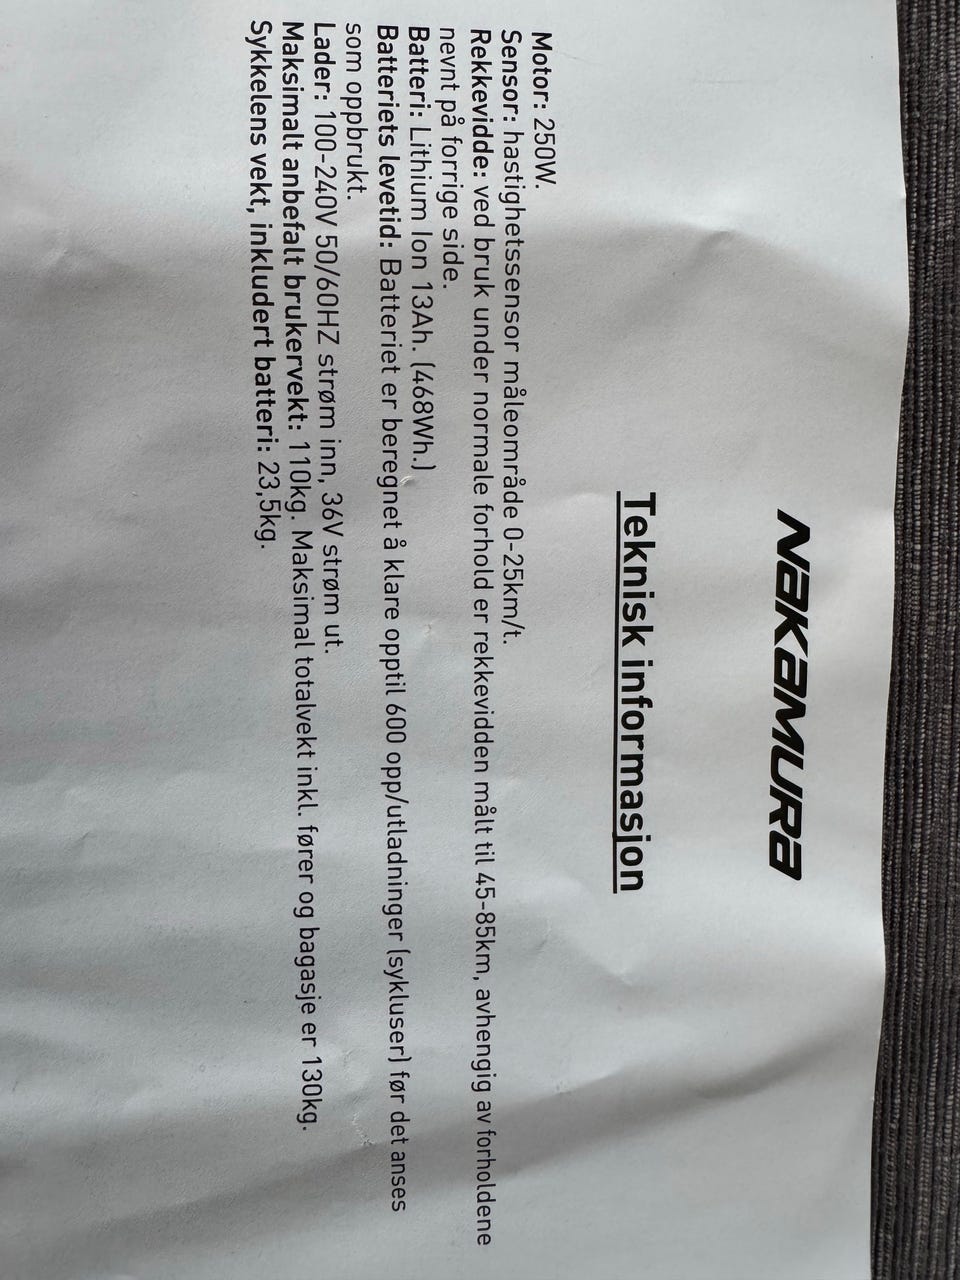 NAKAMURA
Teknisk informasjon
Motor: 250W.
Sensor: hastighetssensor måleområde 0-25km/t.
Rekkevidde: ved bruk under normale forhold er rekkevidden målt til 45-85km, avhengig av forholdene
nevnt på forrige side.
Batteri: Lithium Ion 13Ah. (468Wh.)
Batteriets levetid: Batteriet er beregnet å klare opptil 600 opp/utladninger (sykluser) før det anses
som oppbrukt.
Lader: 100-240V 50/60HZ strøm inn, 36V strøm ut.
Maksimalt anbefalt brukervekt: 110kg. Maksimal totalvekt inkl. fører og bagasje er 130kg.
Sykkelens vekt, inkludert batteri: 23,5kg.